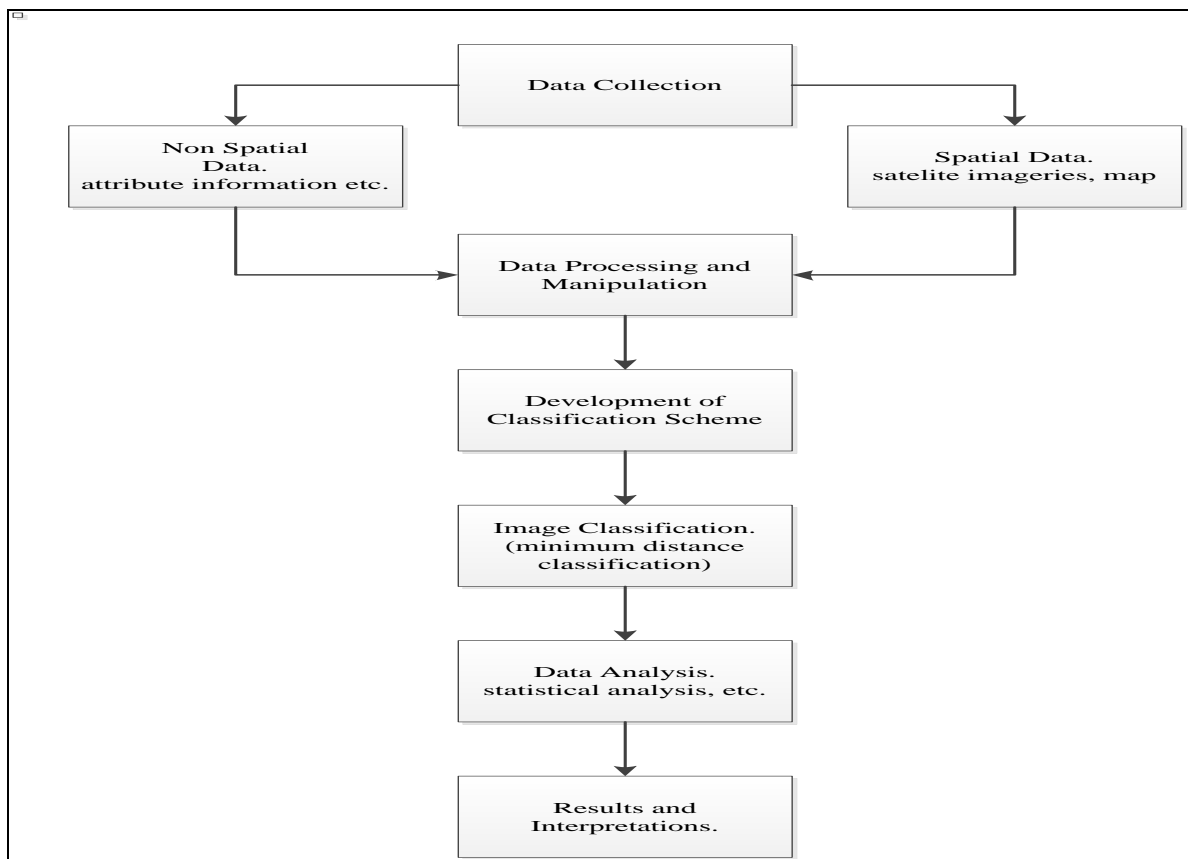 Data Collection
Non Spatial
Data.
attribute information etc.
Spatial Data.
satelite imageries, map
Data Processing and
Manipulation
Development of
Classification Scheme
Image Classification.
(minimum distance
classification)
Data Analysis.
statistical analysis, etc.
Results and
Interpretations.